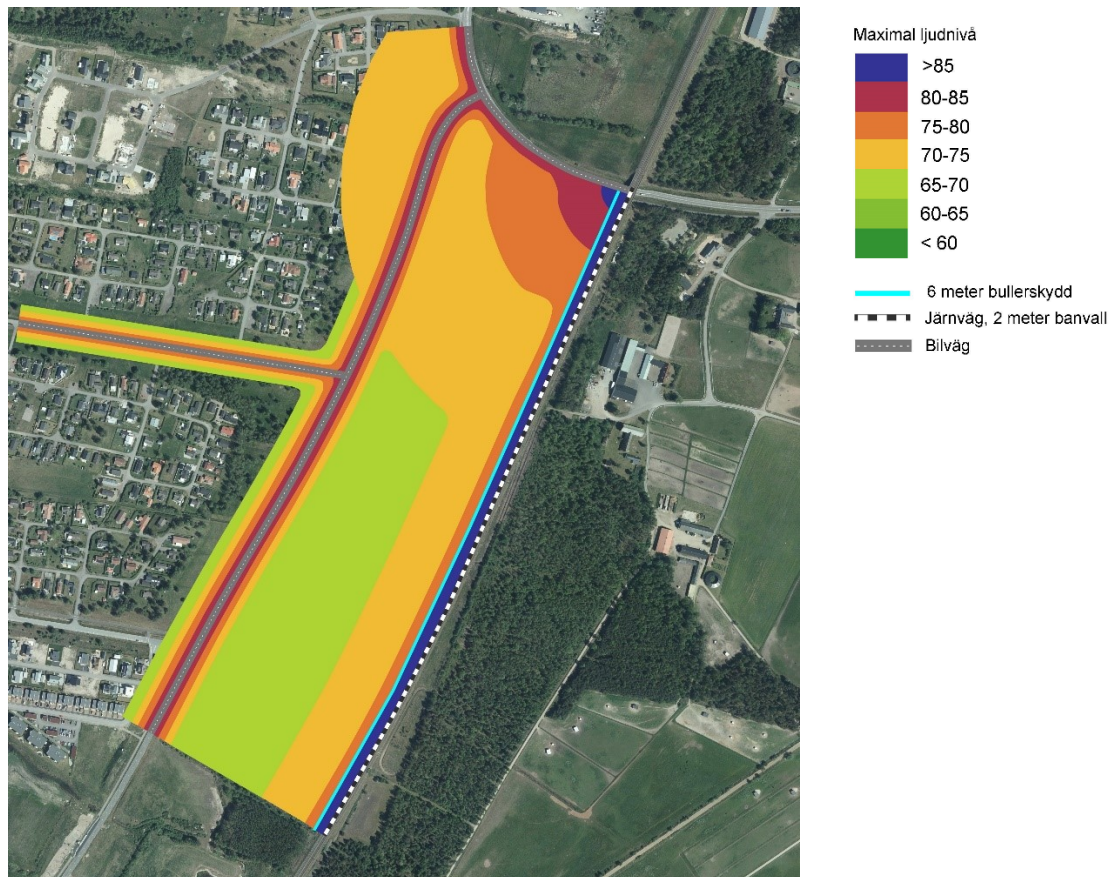 Maximal ljudnivå
>85
80-85
75-80
70-75
65-70
60-65
< 60
6 meter bullerskydd
Järnväg, 2 meter banvall
Bilväg